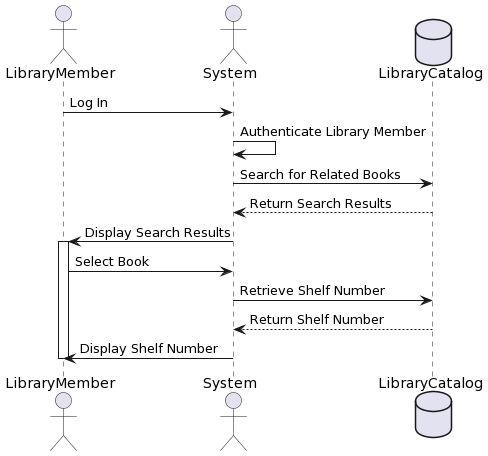 LibraryMember
System
LibraryCatalog
Log In
Authenticate Library Member
Search for Related Books
Return Search Results
Display Search Results
Select Book
Retrieve Shelf Number
Return Shelf Number
Display Shelf Number
LibraryMember
System
LibraryCatalog